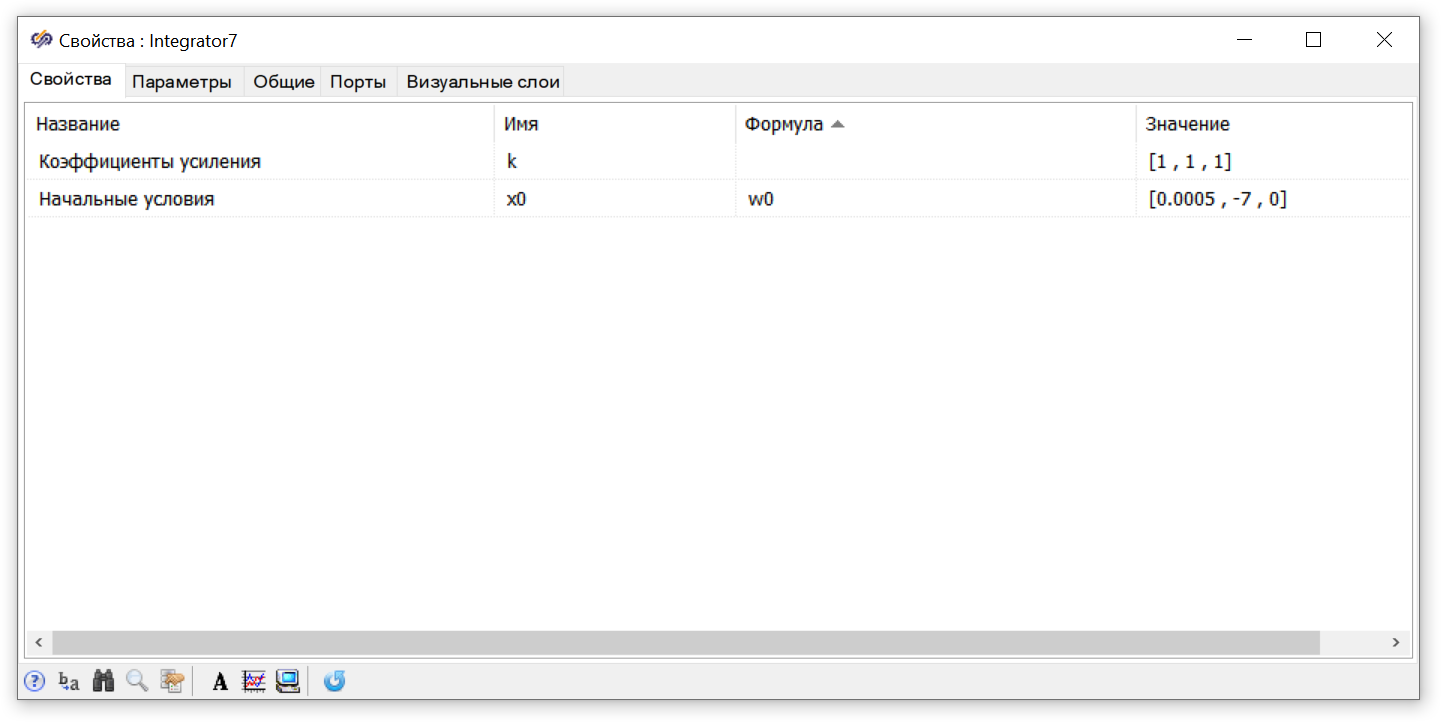 Свойства : Integrator7
Свойства Параметры Общие Порты Визуальные слои
Название Имя Формула Значение
Коэффициенты усиления k [1 , 1 , 1]
Начальные условия x0 w0 [0.0005 , -7 , 0]
? b a A